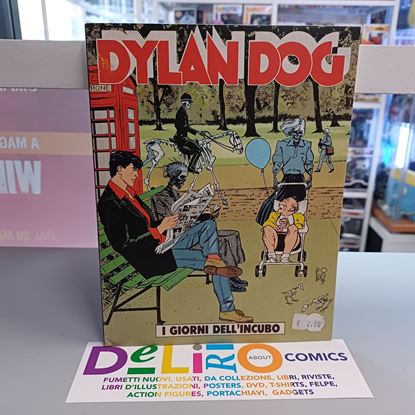 DYLAN DOG
I GIORNI DELL'INCUBO
€ 2,00
DeLiRiO ABOUT COMICS
FUMETTI NUOVI, USATI, DA COLLEZIONE, LIBRI, RIVISTE,
LIBRI D'ILLUSTRAZIONI, POSTERS, DVD, T-SHIRTS, FELPE,
ACTION FIGURES, PORTACHIAVI, GADGETS